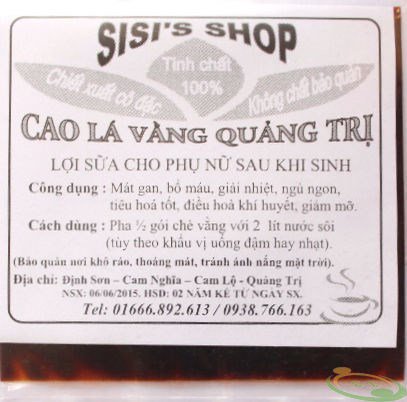 SISI'S SHOP
Tinh chất
100%
Chiết xuất cô đặc
Không chất bảo quản
CAO LÁ VẰNG QUẢNG TRỊ
LỢI SỮA CHO PHỤ NỮ SAU KHI SINH
Công dụng : Mát gan, bổ máu, giải nhiệt, ngủ ngon,
tiêu hoá tốt, điều hoà khí huyết, giảm mỡ.
Cách dùng : Pha ½ gói chè vằng với 2 lít nước sôi
(tùy theo khẩu vị uống đậm hay nhạt).
(Bảo quản nơi khô ráo, thoáng mát, tránh ánh nắng mặt trời).
Địa chỉ: Định Sơn – Cam Nghĩa – Cam Lộ - Quảng Trị
NSX: 06/06/2015. HSD: 02 NĂM KỂ TỪ NGÀY SX.
Tel: 01666.892.613 / 0938.766.163